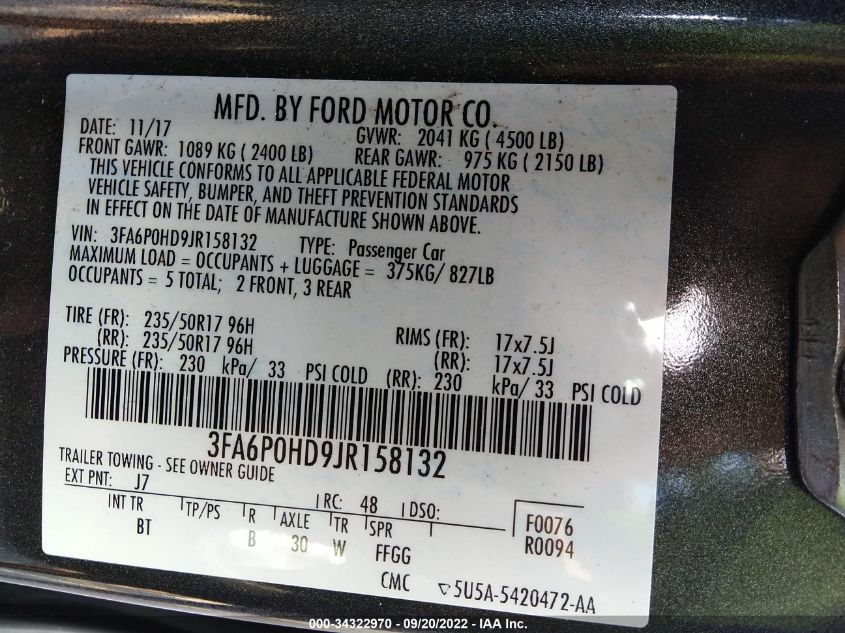 MFD. BY FORD MOTOR CO.
DATE: 11/17 GVWR: 2041 KG ( 4500 LB)
FRONT GAWR: 1089 KG ( 2400 LB) REAR GAWR: 975 KG ( 2150 LB)
THIS VEHICLE CONFORMS TO ALL APPLICABLE FEDERAL MOTOR
VEHICLE SAFETY, BUMPER, AND THEFT PREVENTION STANDARDS
IN EFFECT ON THE DATE OF MANUFACTURE SHOWN ABOVE.
VIN: 3FA6P0HD9JR158132 TYPE: Passenger Car
MAXIMUM LOAD = OCCUPANTS + LUGGAGE = 375KG/ 827LB
OCCUPANTS = 5 TOTAL; 2 FRONT, 3 REAR
TIRE (FR): 235/50R17 96H RIMS (FR): 17x7.5J
(RR): 235/50R17 96H (RR): 17x7.5J
PRESSURE (FR): 230 kPa/ 33 PSI COLD (RR): 230 kPa/ 33 PSI COLD
3FA6P0HD9JR158132
TRAILER TOWING - SEE OWNER GUIDE
EXT PNT: J7 RC: 48 DSO:
INT TR TP/PS R AXLE TR SPR F0076
BT B 30 W FFGG R0094
CMC 5U5A-5420472-AA
000-34322970 - 09/20/2022 - IAA Inc.